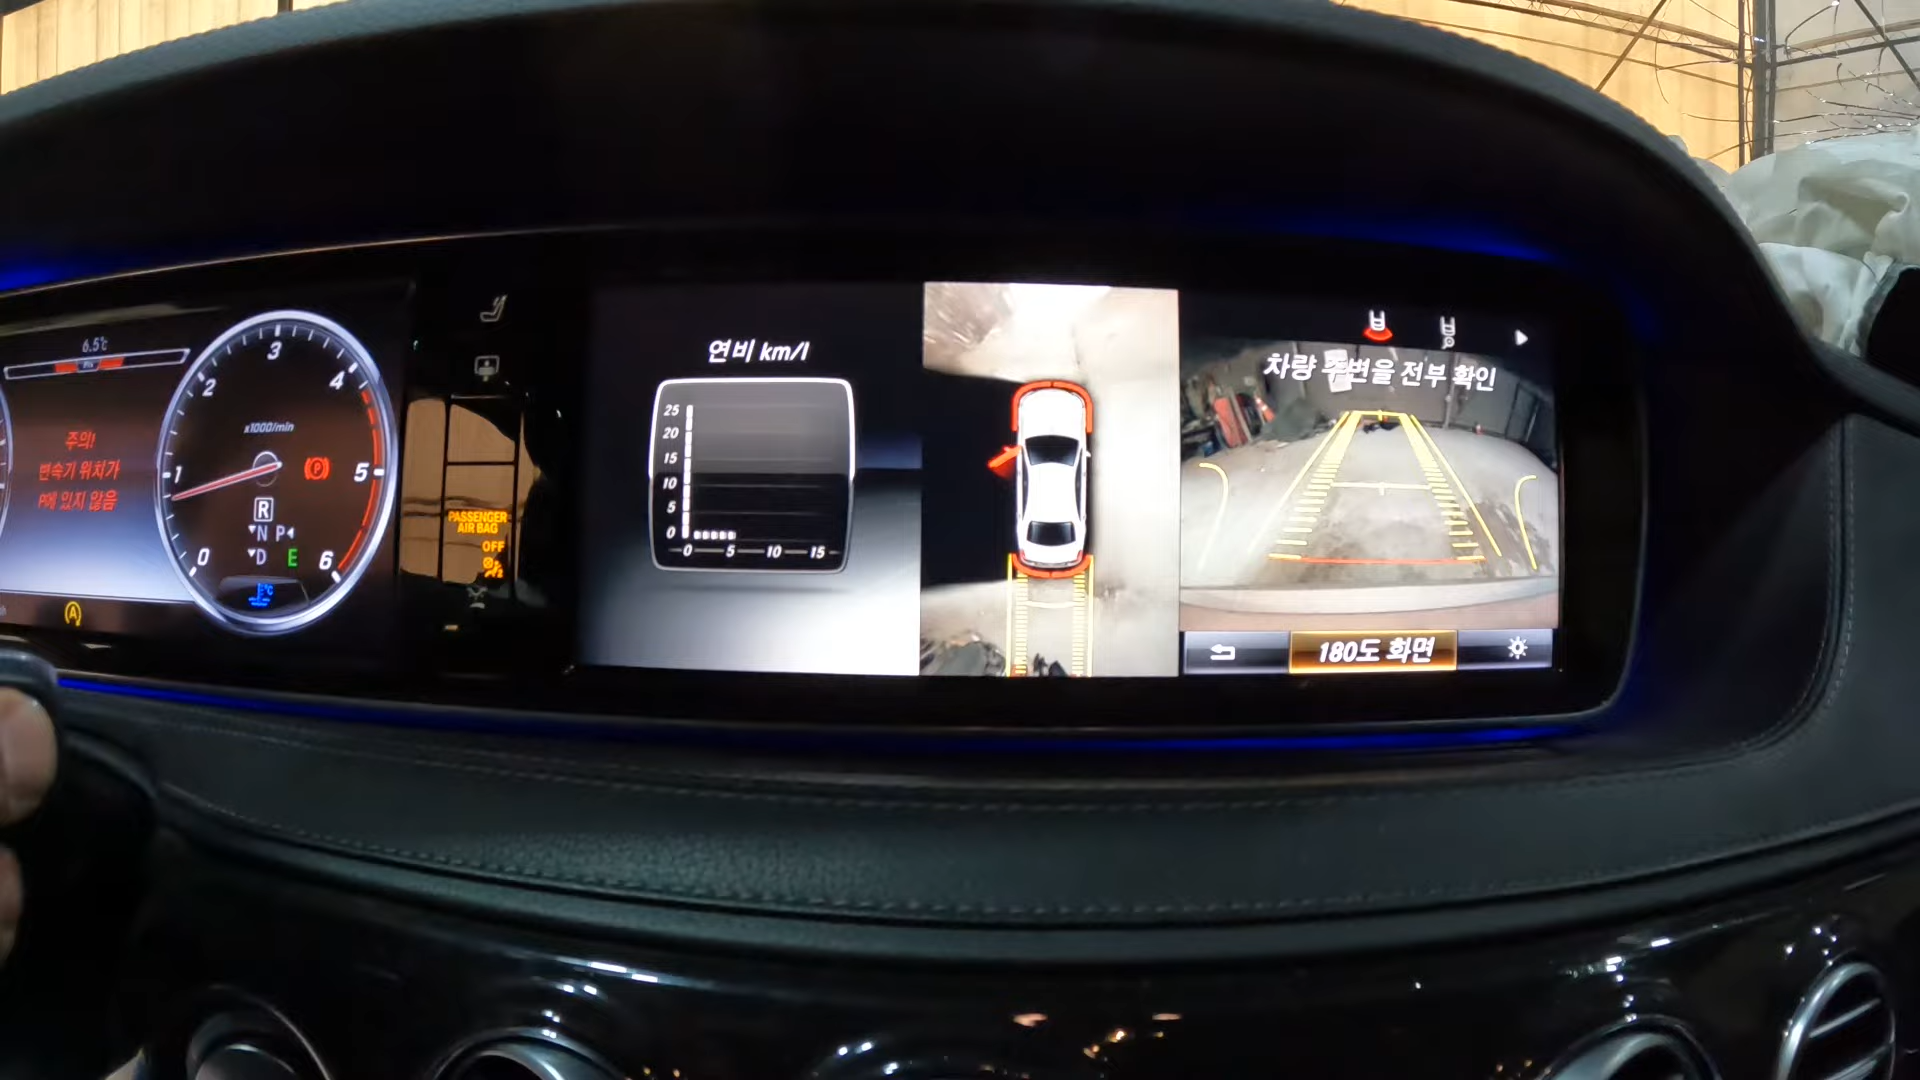 6.5℃
주의!
변속기 위치가
P에 있지 않음
0
1
2
3
4
5
6
x1000/min
R
N P
D E
℃
A
PASSENGER
AIR BAG
OFF
연비 km/l
25
20
15
10
5
0
0 5 10 15
차량 주변을 전부 확인
180도 화면